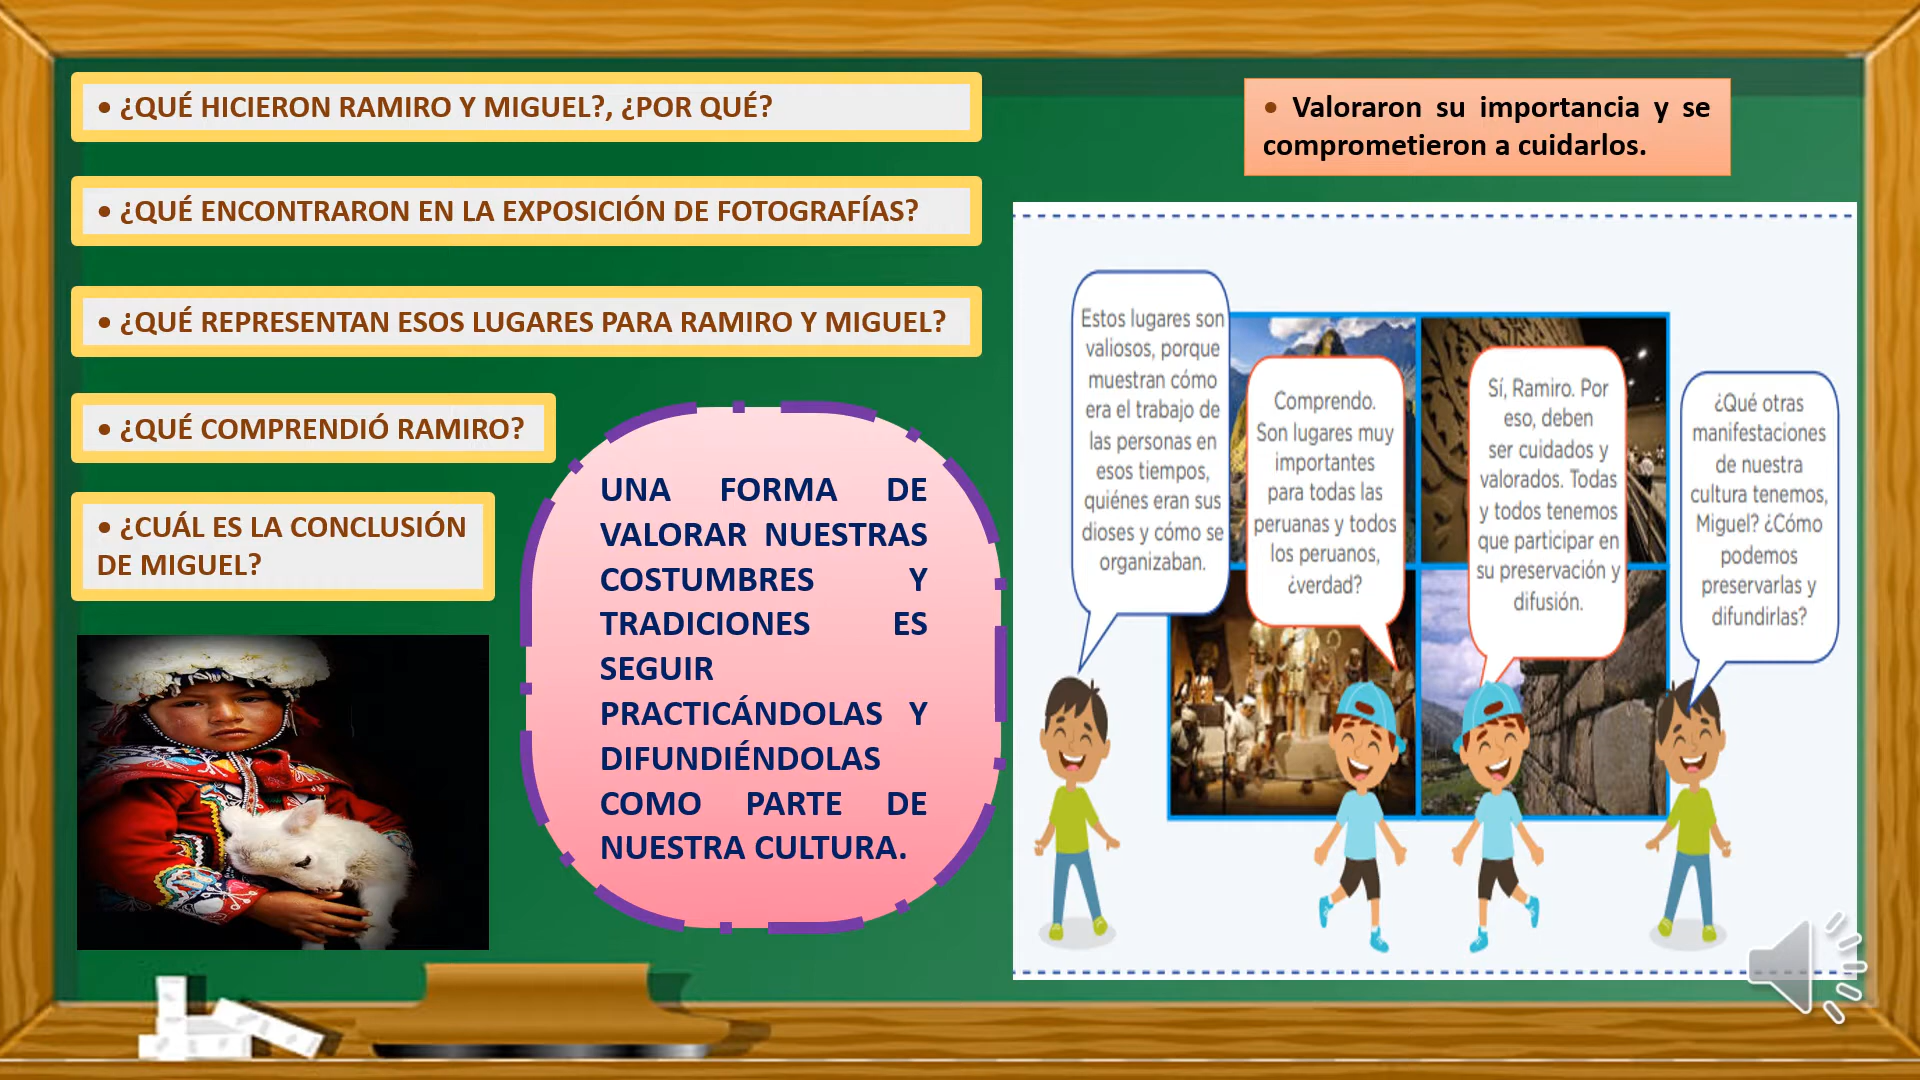 • ¿QUÉ HICIERON RAMIRO Y MIGUEL?, ¿POR QUÉ?
• ¿QUÉ ENCONTRARON EN LA EXPOSICIÓN DE FOTOGRAFÍAS?
• ¿QUÉ REPRESENTAN ESOS LUGARES PARA RAMIRO Y MIGUEL?
• ¿QUÉ COMPRENDIÓ RAMIRO?
• ¿CUÁL ES LA CONCLUSIÓN
DE MIGUEL?
UNA FORMA DE
VALORAR NUESTRAS
COSTUMBRES Y
TRADICIONES ES
SEGUIR
PRACTICÁNDOLAS Y
DIFUNDIÉNDOLAS
COMO PARTE DE
NUESTRA CULTURA.
• Valoraron su importancia y se
comprometieron a cuidarlos.
Estos lugares son
valiosos, porque
muestran cómo
era el trabajo de
las personas en
esos tiempos,
quiénes eran sus
dioses y cómo se
organizaban.
Comprendo.
Son lugares muy
importantes
para todas las
peruanas y todos
los peruanos,
¿verdad?
Sí, Ramiro. Por
eso, deben
ser cuidados y
valorados. Todas
y todos tenemos
que participar en
su preservación y
difusión.
¿Qué otras
manifestaciones
de nuestra
cultura tenemos,
Miguel? ¿Cómo
podemos
preservarlas y
difundirlas?